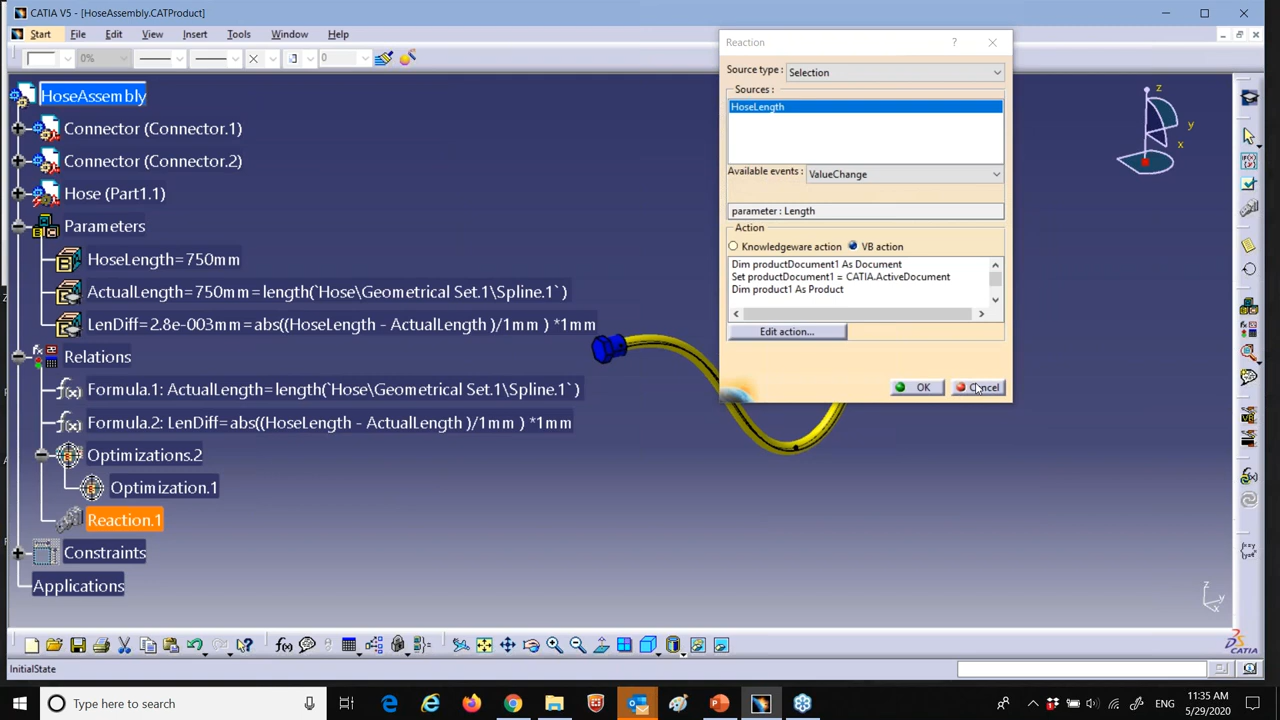 CATIA V5 - [HoseAssembly.CATProduct]
Start File Edit View Insert Tools Window Help
0% 0
HoseAssembly
Connector (Connector.1)
Connector (Connector.2)
Hose (Part1.1)
Parameters
HoseLength=750mm
ActualLength=750mm=length(`Hose\Geometrical Set.1\Spline.1`)
LenDiff=2.8e-003mm=abs((HoseLength - ActualLength )/1mm ) *1mm
Relations
Formula.1: ActualLength=length(`Hose\Geometrical Set.1\Spline.1`)
Formula.2: LenDiff=abs((HoseLength - ActualLength )/1mm ) *1mm
Optimizations.2
Optimization.1
Reaction.1
Constraints
Applications
Reaction ?
Source type : Selection
Sources :
HoseLength
Available events : ValueChange
parameter : Length
Action
Knowledgeware action VB action
Dim productDocument1 As Document
Set productDocument1 = CATIA.ActiveDocument
Dim product1 As Product
Edit action...
OK Cancel
z
y
x
z
y
x
CATIA
InitialState
Type here to search
ENG
11:35 AM
5/29/2020